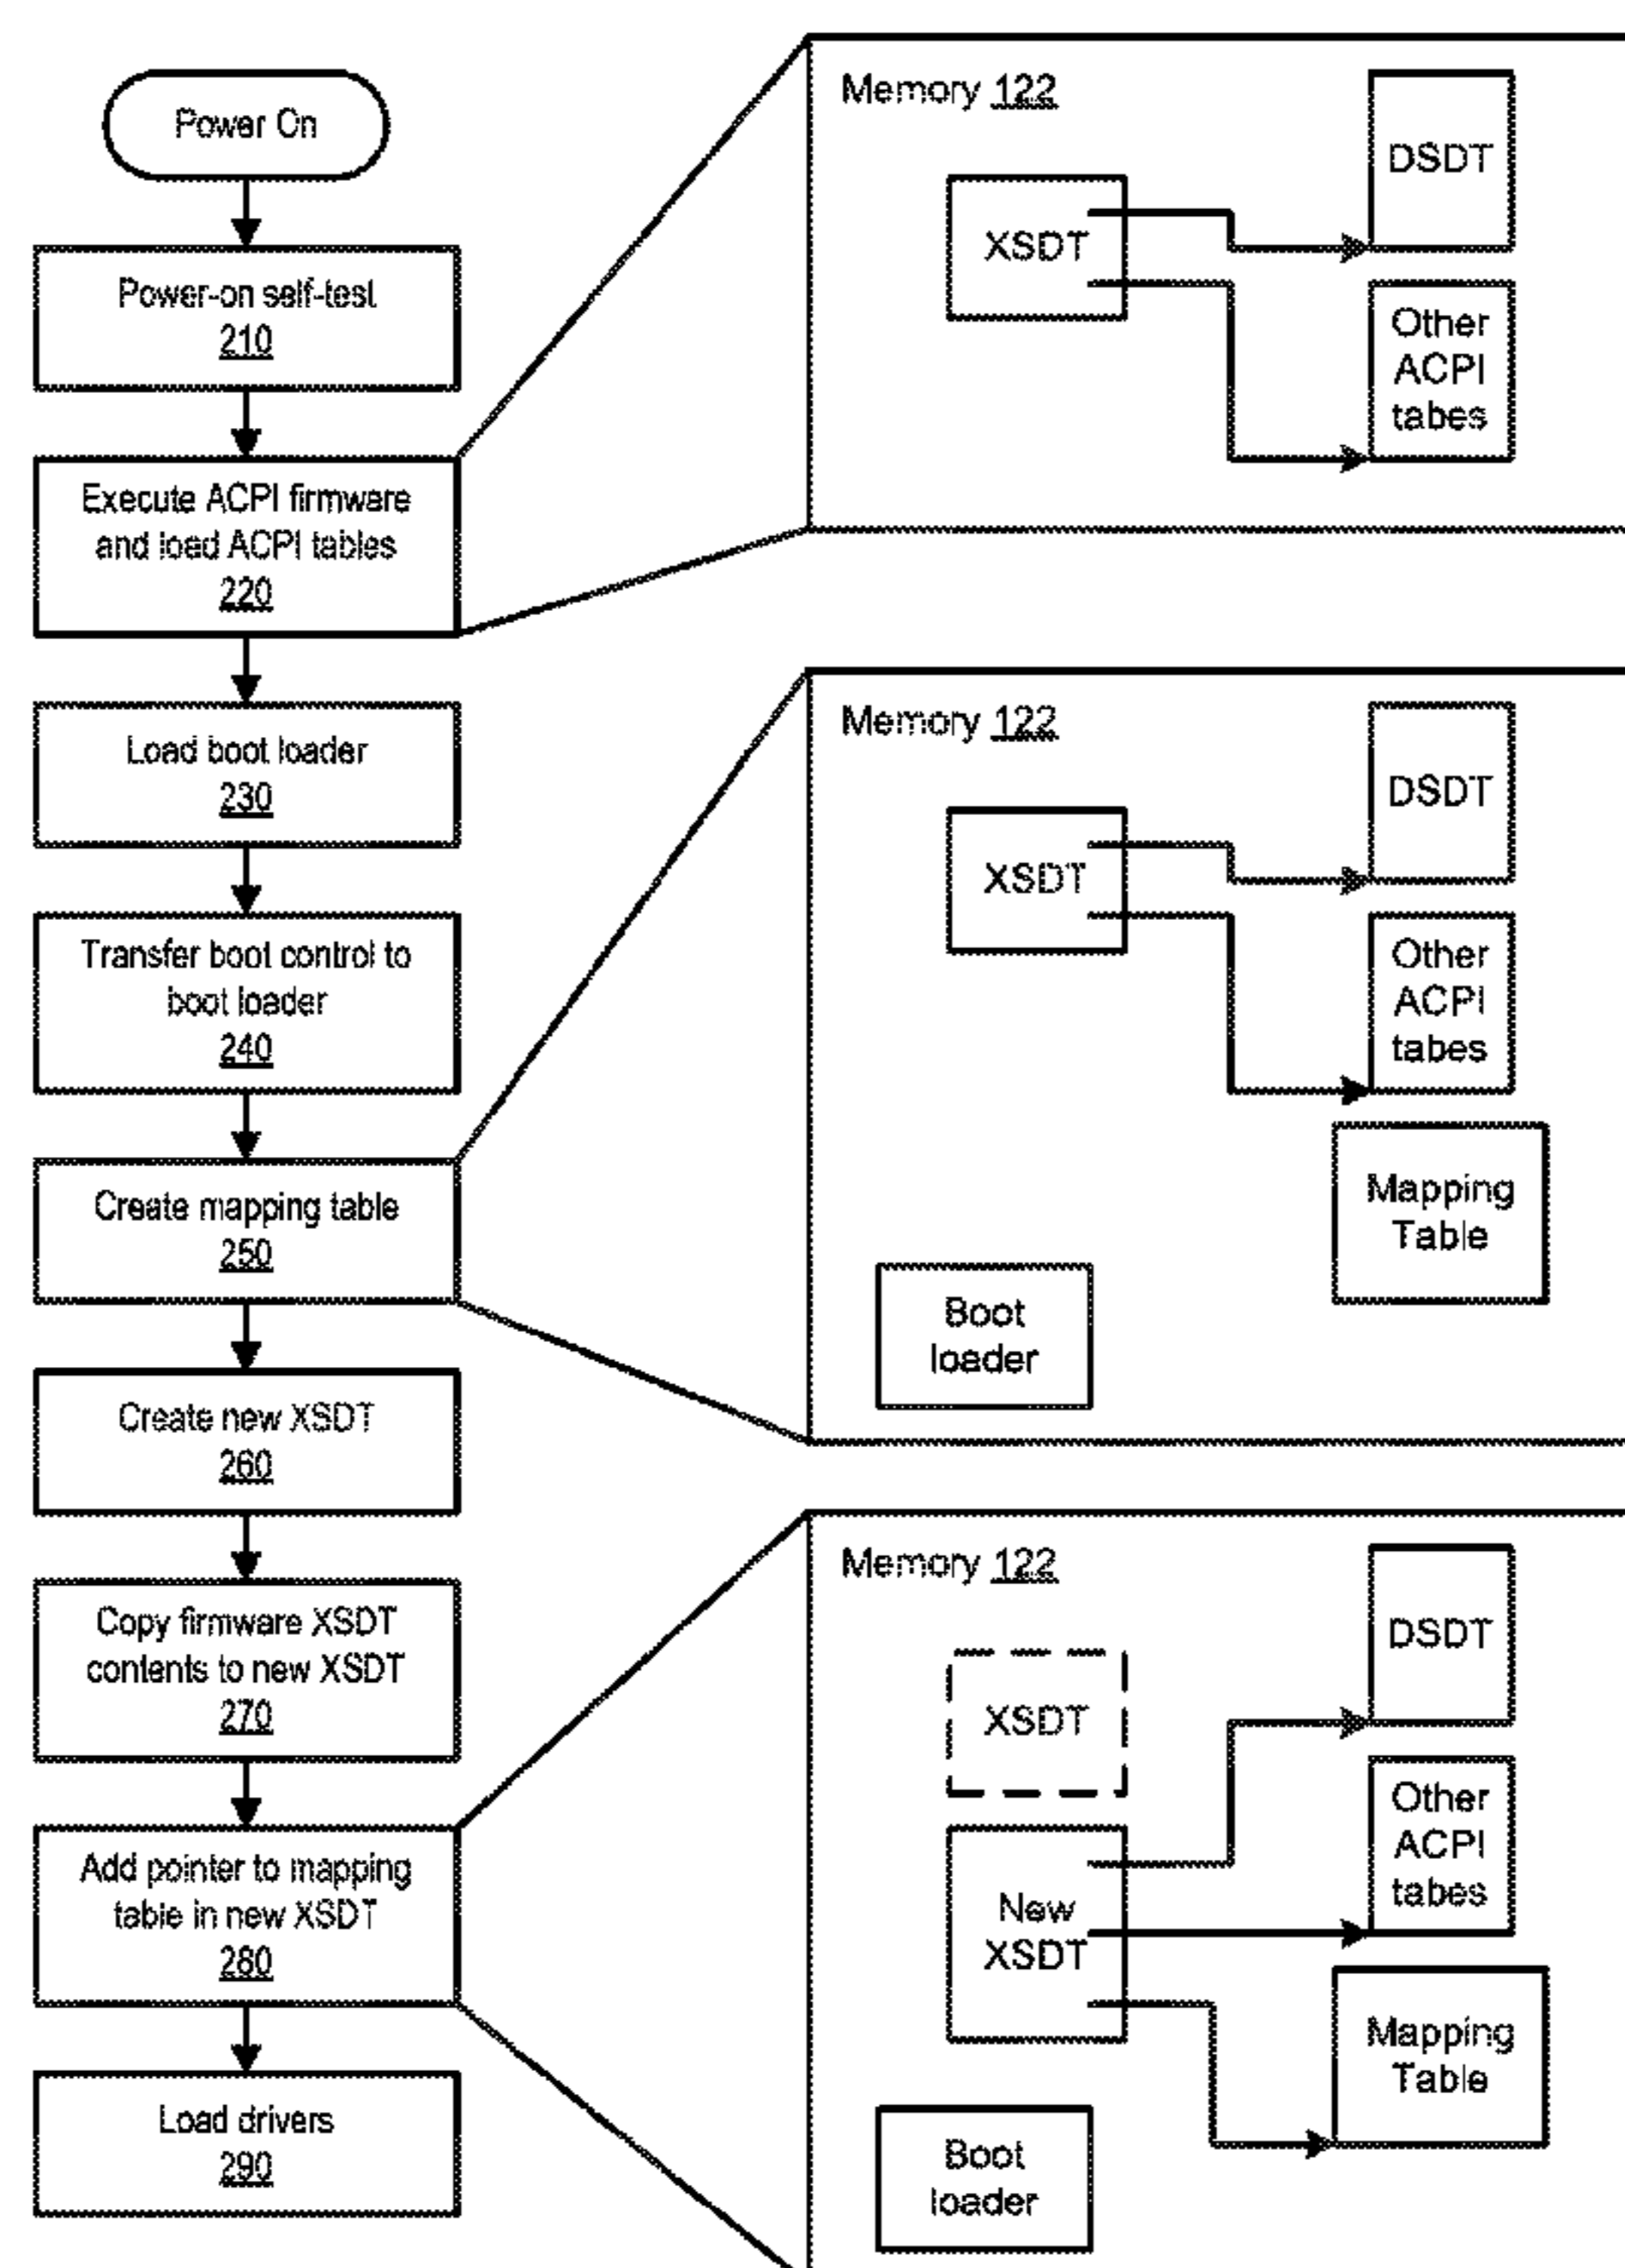 Power On
Power-on self-test
210
Execute ACPI firmware
and load ACPI tables
220
Load boot loader
230
Transfer boot control to
boot loader
240
Create mapping table
250
Create new XSDT
260
Copy firmware XSDT
contents to new XSDT
270
Add pointer to mapping
table in new XSDT
280
Load drivers
290
Memory 122
DSDT
XSDT
Other
ACPI
tabes
Memory 122
DSDT
XSDT
Other
ACPI
tabes
Mapping
Table
Boot
loader
Memory 122
DSDT
XSDT
Other
ACPI
tabes
New
XSDT
Mapping
Table
Boot
loader